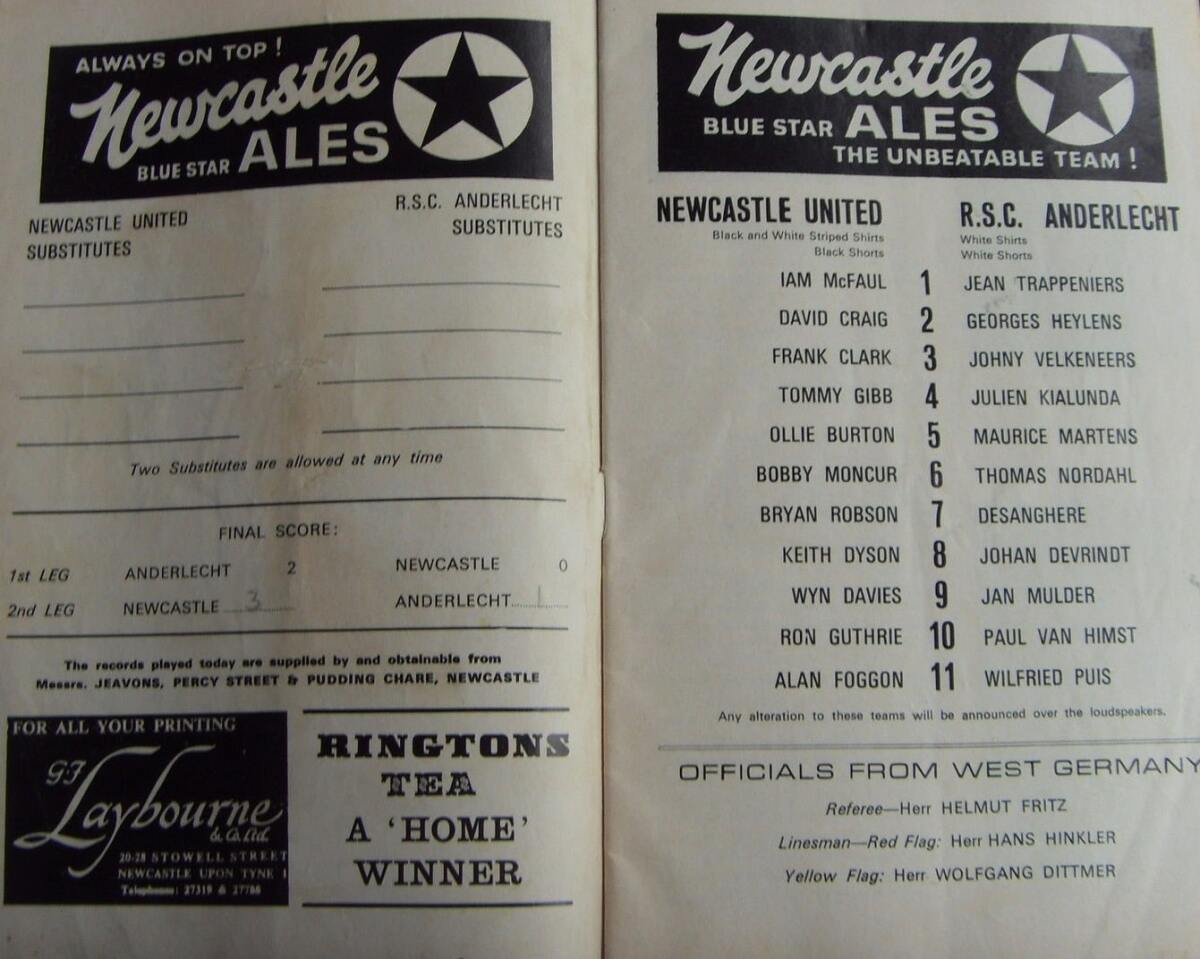 ALWAYS ON TOP!
Newcastle
BLUE STAR ALES
NEWCASTLE UNITED
SUBSTITUTES
R.S.C. ANDERLECHT
SUBSTITUTES
Two Substitutes are allowed at any time
FINAL SCORE:
1st LEG ANDERLECHT 2 NEWCASTLE 0
2nd LEG NEWCASTLE 3 ANDERLECHT 1
The records played today are supplied by and obtainable from
Messrs. JEAVONS, PERCY STREET & PUDDING CHARE, NEWCASTLE
FOR ALL YOUR PRINTING
G.F.
Laybourne
& Co. Ltd.
20-28 STOWELL STREET
NEWCASTLE UPON TYNE 1
Telephones: 27319 & 27788
RINGTONS
TEA
A 'HOME'
WINNER
Newcastle
BLUE STAR ALES
THE UNBEATABLE TEAM!
NEWCASTLE UNITED
Black and White Striped Shirts
Black Shorts
R.S.C. ANDERLECHT
White Shirts
White Shorts
IAM McFAUL 1 JEAN TRAPPENIERS
DAVID CRAIG 2 GEORGES HEYLENS
FRANK CLARK 3 JOHNY VELKENEERS
TOMMY GIBB 4 JULIEN KIALUNDA
OLLIE BURTON 5 MAURICE MARTENS
BOBBY MONCUR 6 THOMAS NORDAHL
BRYAN ROBSON 7 DESANGHERE
KEITH DYSON 8 JOHAN DEVRINDT
WYN DAVIES 9 JAN MULDER
RON GUTHRIE 10 PAUL VAN HIMST
ALAN FOGGON 11 WILFRIED PUIS
Any alteration to these teams will be announced over the loudspeakers.
OFFICIALS FROM WEST GERMANY
Referee—Herr HELMUT FRITZ
Linesman—Red Flag: Herr HANS HINKLER
Yellow Flag: Herr WOLFGANG DITTMER